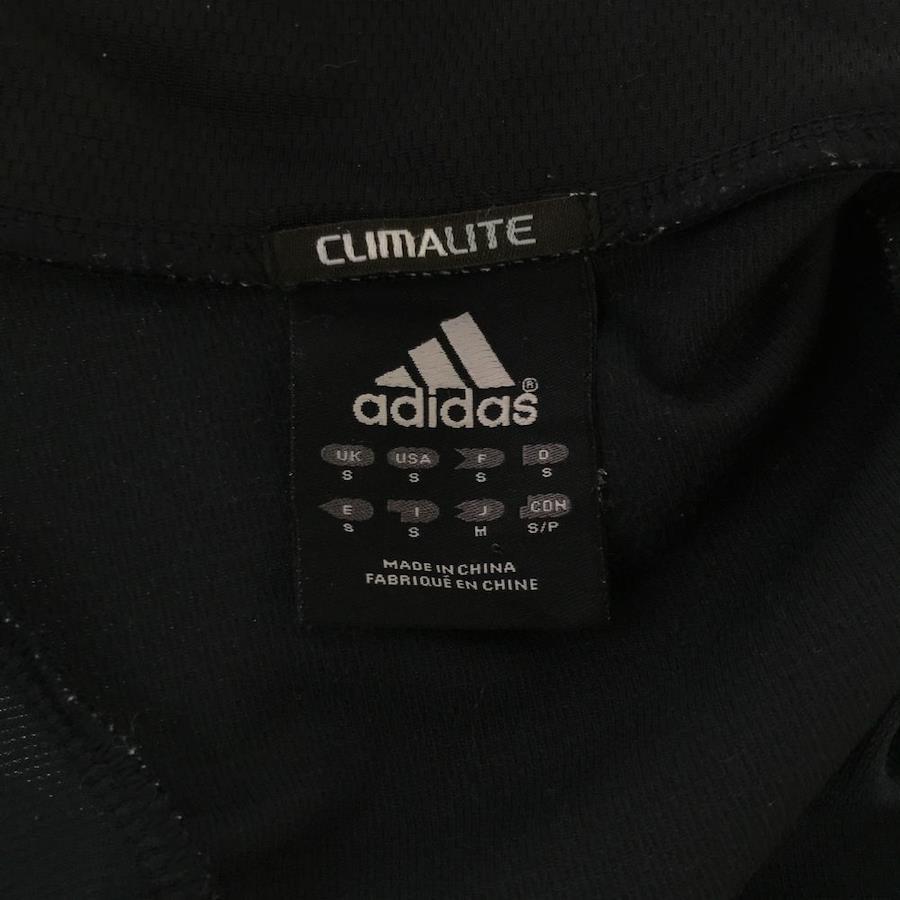 CLIMALITE
adidas®
UK USA F D
S S S S
E I J CDN
S S M S/P
MADE IN CHINA
FABRIQUÉ EN CHINE